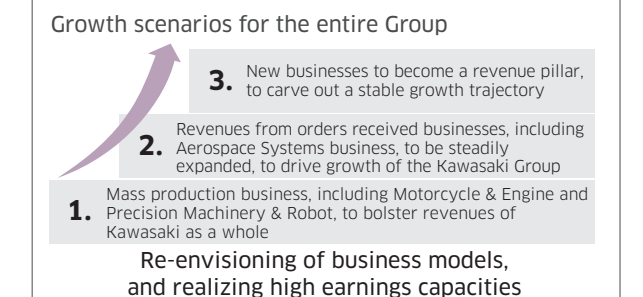 Growth scenarios for the entire Group
3. New businesses to become a revenue pillar,
to carve out a stable growth trajectory
2. Revenues from orders received businesses, including
Aerospace Systems business, to be steadily
expanded, to drive growth of the Kawasaki Group
1. Mass production business, including Motorcycle & Engine and
Precision Machinery & Robot, to bolster revenues of
Kawasaki as a whole
Re-envisioning of business models,
and realizing high earnings capacities